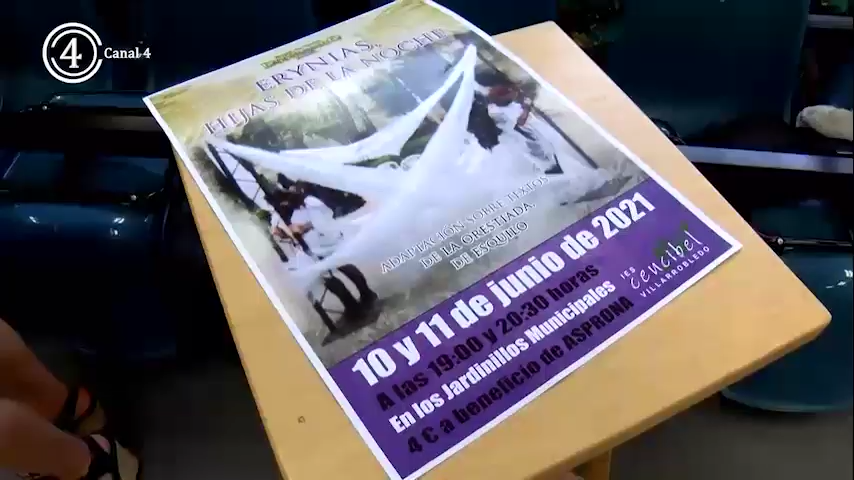 4 Canal 4
ERYNIAS,
HIJAS DE LA NOCHE
ADAPTACIÓN SOBRE TEXTOS
DE LA ORESTIADA,
DE ESQUILO
10 y 11 de junio de 2021
A las 19:00 y 20:30 horas
En los Jardinillos Municipales
4 € a beneficio de ASPRONA
IES
cencibel
VILLARROBLEDO